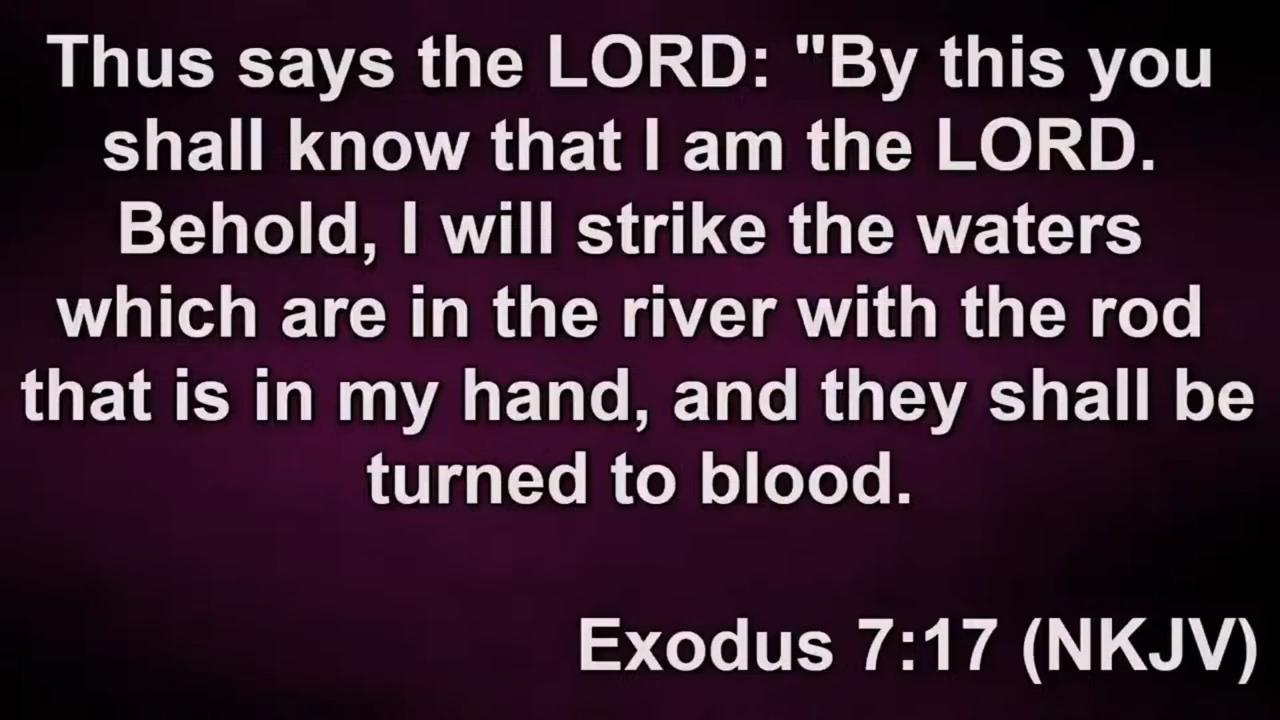 Thus says the LORD: "By this you
shall know that I am the LORD.
Behold, I will strike the waters
which are in the river with the rod
that is in my hand, and they shall be
turned to blood.
Exodus 7:17 (NKJV)